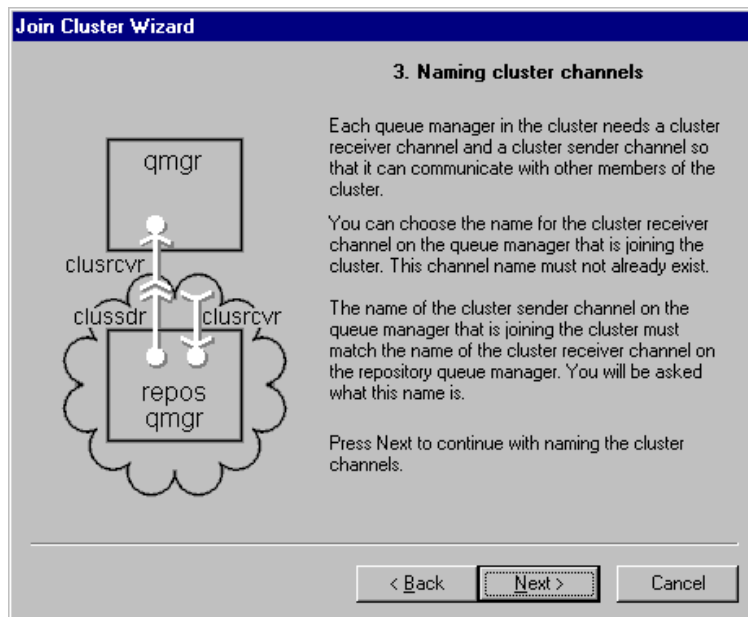 Join Cluster Wizard
3. Naming cluster channels
Each queue manager in the cluster needs a cluster
receiver channel and a cluster sender channel so
that it can communicate with other members of the
cluster.
You can choose the name for the cluster receiver
channel on the queue manager that is joining the
cluster. This channel name must not already exist.
The name of the cluster sender channel on the
queue manager that is joining the cluster must
match the name of the cluster receiver channel on
the repository queue manager. You will be asked
what this name is.
Press Next to continue with naming the cluster
channels.
qmgr
clusrcvr
clussdr
clusrcvr
repos
qmgr
< Back
Next >
Cancel